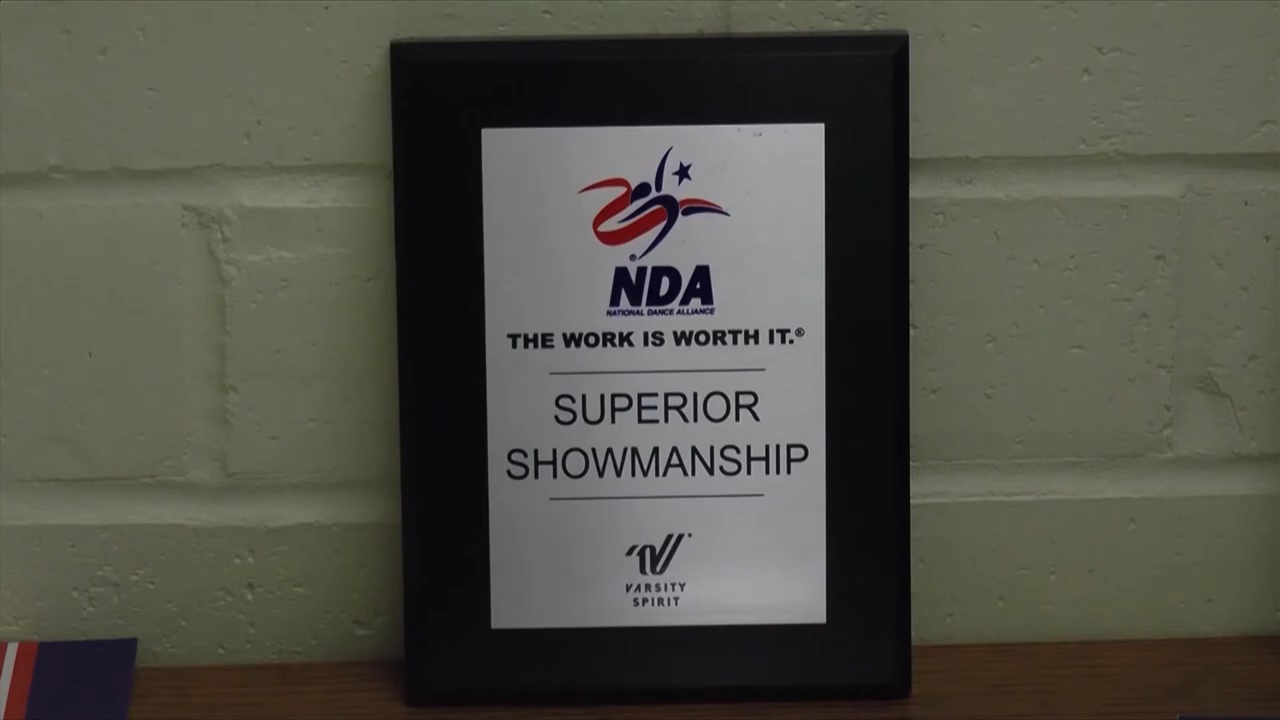 NDA
NATIONAL DANCE ALLIANCE
THE WORK IS WORTH IT.®
SUPERIOR
SHOWMANSHIP
VARSITY
SPIRIT